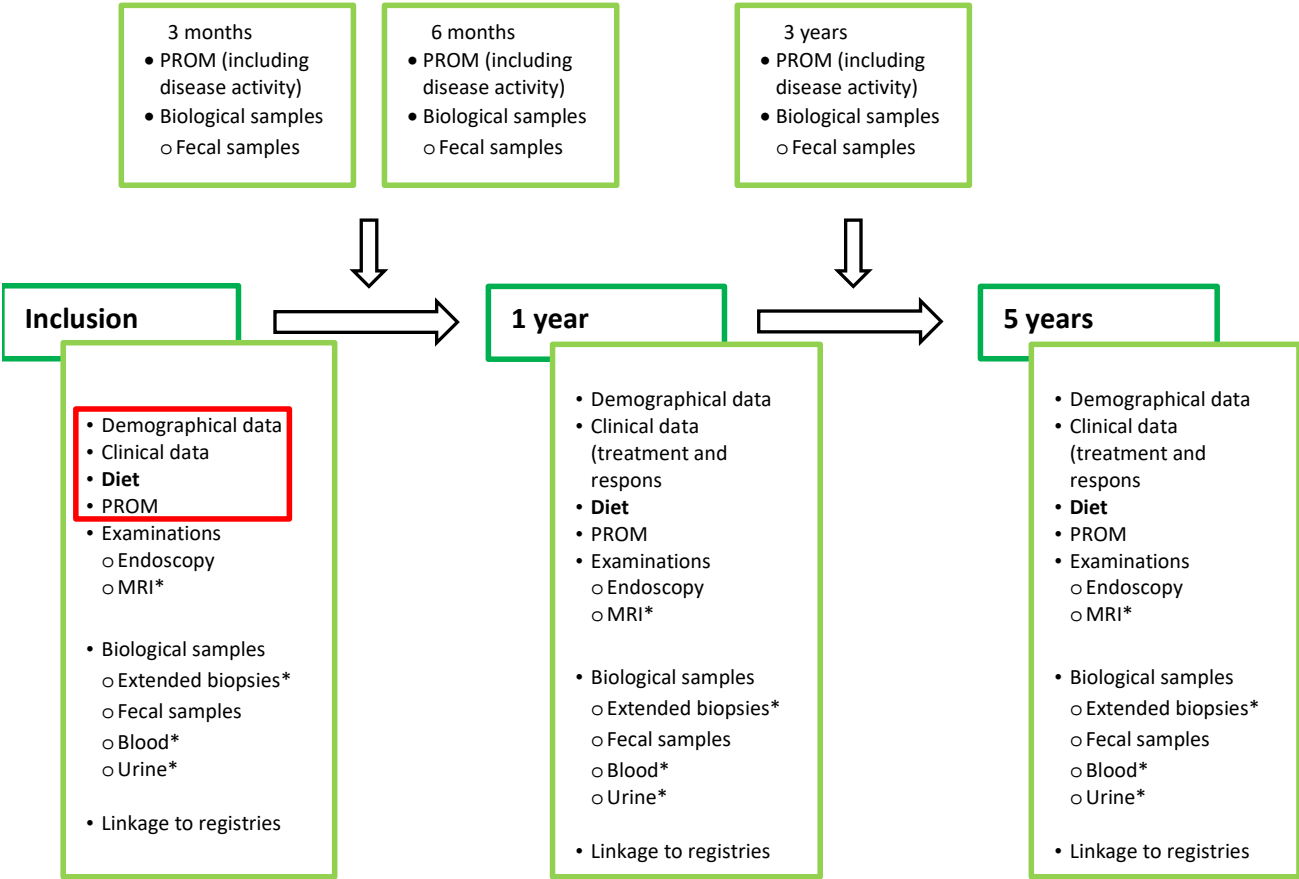 3 months
• PROM (including
disease activity)
• Biological samples
o Fecal samples
6 months
• PROM (including
disease activity)
• Biological samples
o Fecal samples
3 years
• PROM (including
disease activity)
• Biological samples
o Fecal samples
Inclusion
• Demographical data
• Clinical data
• Diet
• PROM
• Examinations
o Endoscopy
o MRI*
• Biological samples
o Extended biopsies*
o Fecal samples
o Blood*
o Urine*
• Linkage to registries
1 year
• Demographical data
• Clinical data
(treatment and
respons
• Diet
• PROM
• Examinations
o Endoscopy
o MRI*
• Biological samples
o Extended biopsies*
o Fecal samples
o Blood*
o Urine*
• Linkage to registries
5 years
• Demographical data
• Clinical data
(treatment and
respons
• Diet
• PROM
• Examinations
o Endoscopy
o MRI*
• Biological samples
o Extended biopsies*
o Fecal samples
o Blood*
o Urine*
• Linkage to registries